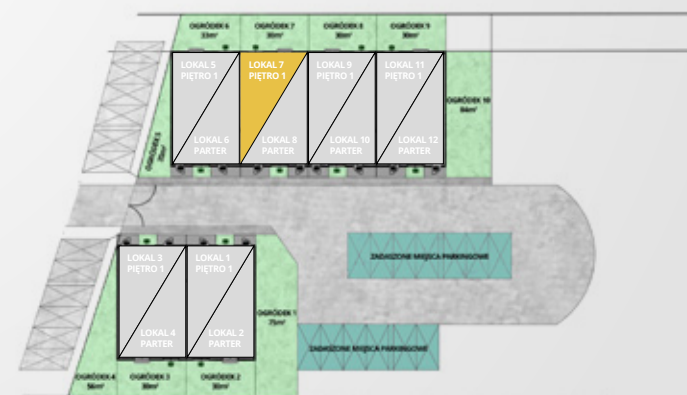 OGRÓDEK 6
33m²
OGRÓDEK 7
30m²
OGRÓDEK 8
30m²
OGRÓDEK 9
30m²
LOKAL 5
PIĘTRO 1
LOKAL 7
PIĘTRO 1
LOKAL 9
PIĘTRO 1
LOKAL 11
PIĘTRO 1
OGRÓDEK 10
84m²
OGRÓDEK 5
LOKAL 6
PARTER
LOKAL 8
PARTER
LOKAL 10
PARTER
LOKAL 12
PARTER
LOKAL 3
PIĘTRO 1
LOKAL 1
PIĘTRO 1
ZADASZONE MIEJSCA PARKINGOWE
OGRÓDEK 1
75m²
LOKAL 4
PARTER
LOKAL 2
PARTER
ZADASZONE MIEJSCA PARKINGOWE
OGRÓDEK 4
56m²
OGRÓDEK 3
30m²
OGRÓDEK 2
30m²